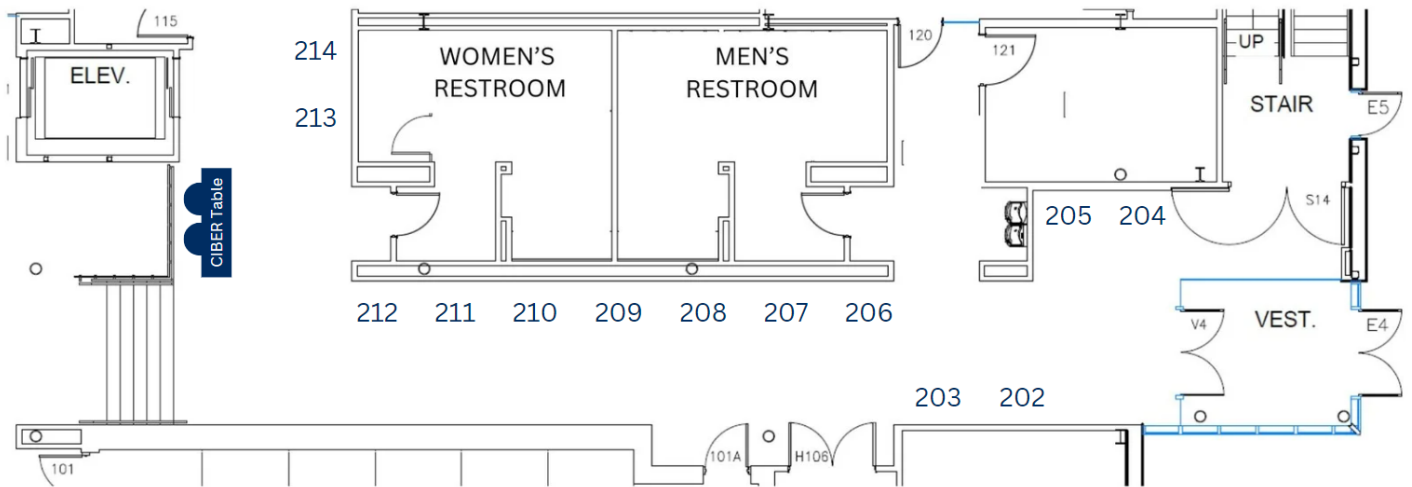 115
ELEV.
214
213
WOMEN'S
RESTROOM
MEN'S
RESTROOM
120
121
UP
STAIR
E5
CIBER Table
205
204
S14
212
211
210
209
208
207
206
V4
VEST.
E4
203
202
101
101A
H106